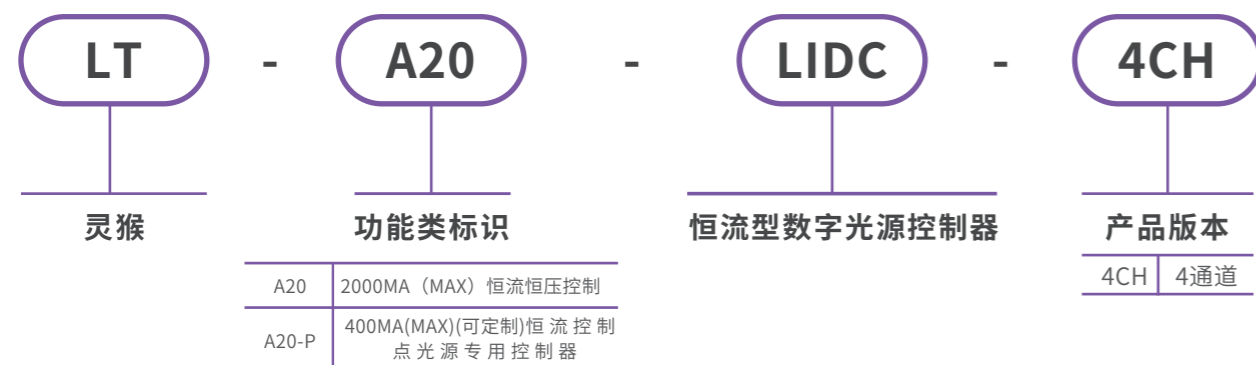 LT - A20 - LIDC - 4CH
灵猴 功能类标识 恒流型数字光源控制器 产品版本
A20 2000MA（MAX）恒流恒压控制
4CH 4通道
A20-P 400MA(MAX)(可定制)恒流控制
点光源专用控制器